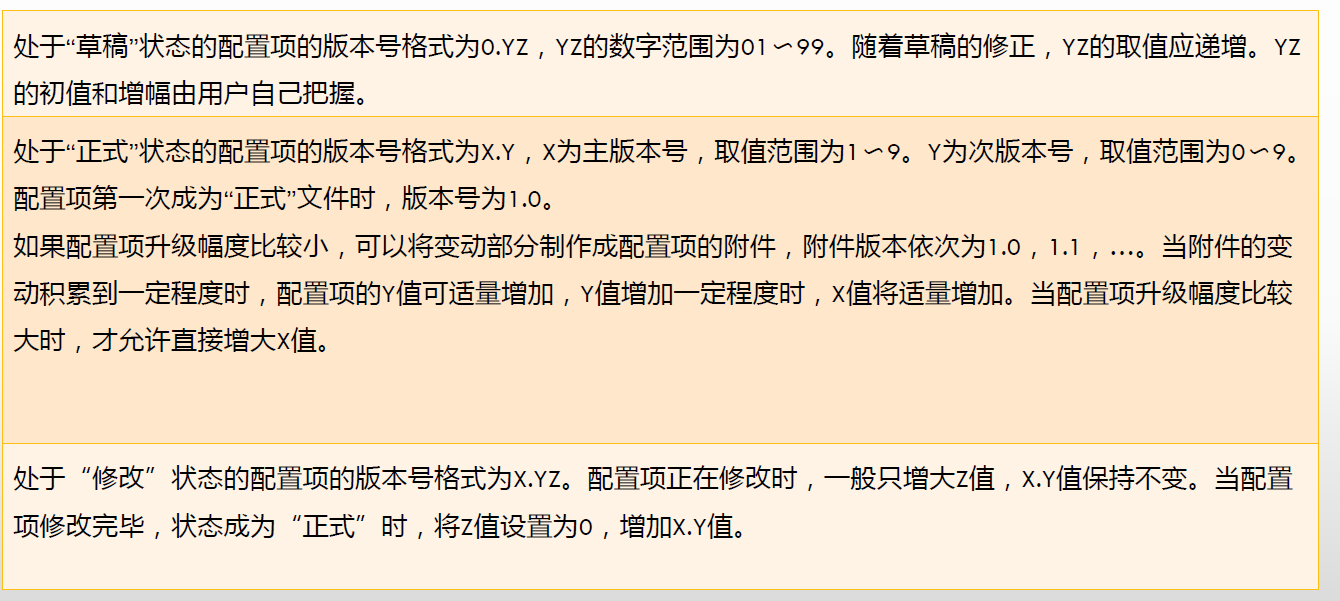 处于“草稿”状态的配置项的版本号格式为0.YZ，YZ的数字范围为01～99。随着草稿的修正，YZ的取值应递增。YZ
的初值和增幅由用户自己把握。
处于“正式”状态的配置项的版本号格式为X.Y，X为主版本号，取值范围为1～9。Y为次版本号，取值范围为0～9。
配置项第一次成为“正式”文件时，版本号为1.0。
如果配置项升级幅度比较小，可以将变动部分制作成配置项的附件，附件版本依次为1.0，1.1，…。当附件的变
动积累到一定程度时，配置项的Y值可适量增加，Y值增加一定程度时，X值将适量增加。当配置项升级幅度比较
大时，才允许直接增大X值。
处于“修改”状态的配置项的版本号格式为X.YZ。配置项正在修改时，一般只增大Z值，X.Y值保持不变。当配置
项修改完毕，状态成为“正式”时，将Z值设置为0，增加X.Y值。